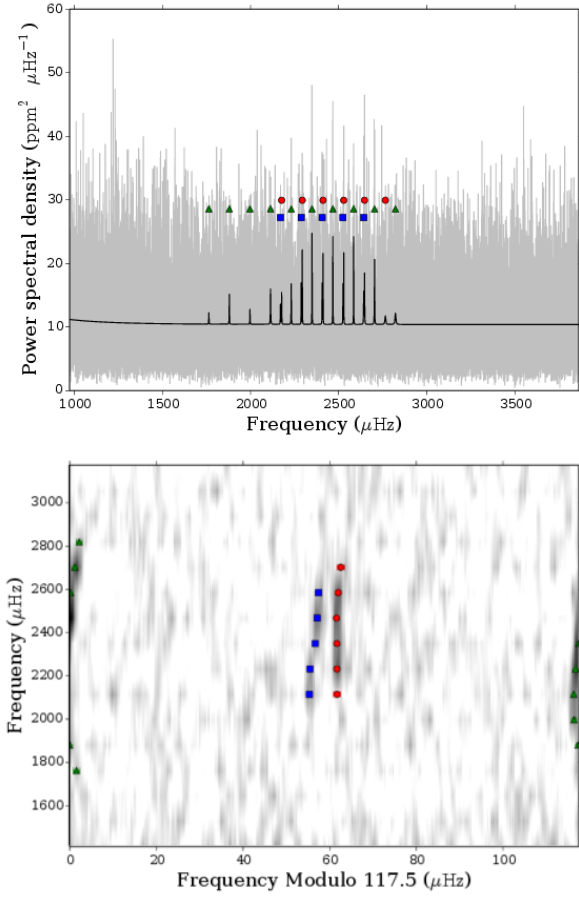 60
50
40
30
20
10
0
Power spectral density (ppm² μHz⁻¹)
1000 1500 2000 2500 3000 3500
Frequency (μHz)
3000
2800
2600
2400
2200
2000
1800
1600
Frequency (μHz)
0 20 40 60 80 100
Frequency Modulo 117.5 (μHz)